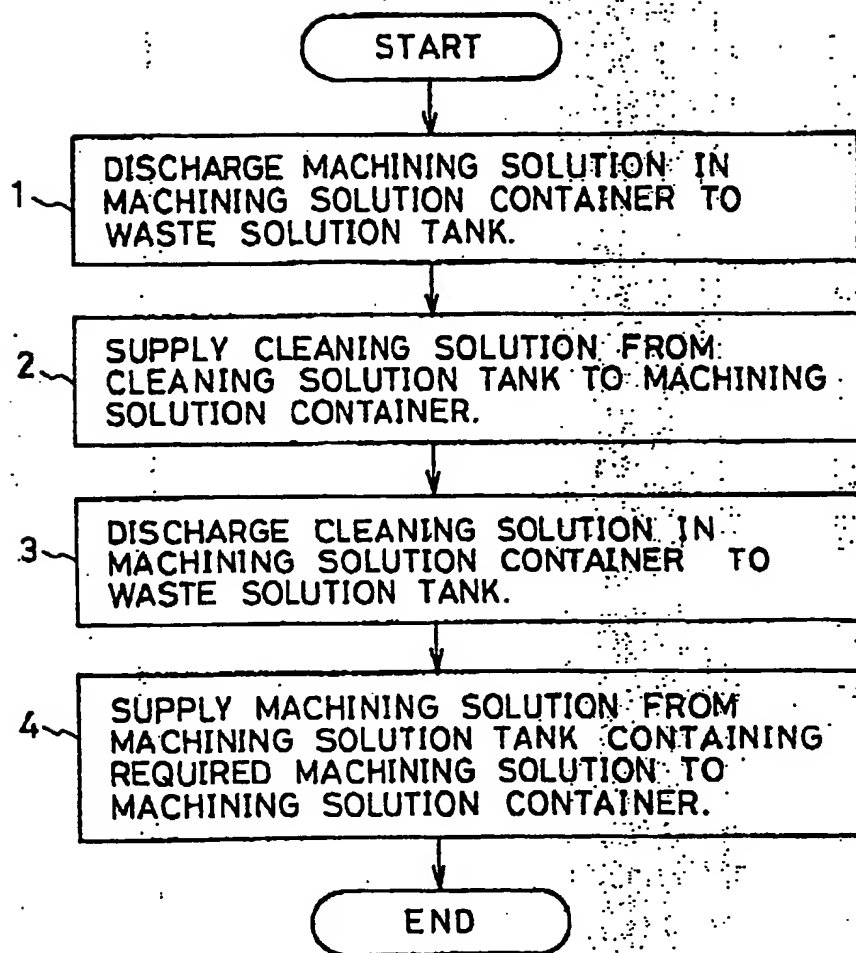 START
1
DISCHARGE MACHINING SOLUTION IN
MACHINING SOLUTION CONTAINER TO
WASTE SOLUTION TANK.
2
SUPPLY CLEANING SOLUTION FROM
CLEANING SOLUTION TANK TO MACHINING
SOLUTION CONTAINER.
3
DISCHARGE CLEANING SOLUTION IN
MACHINING SOLUTION CONTAINER TO
WASTE SOLUTION TANK.
4
SUPPLY MACHINING SOLUTION FROM
MACHINING SOLUTION TANK CONTAINING
REQUIRED MACHINING SOLUTION TO
MACHINING SOLUTION CONTAINER.
END